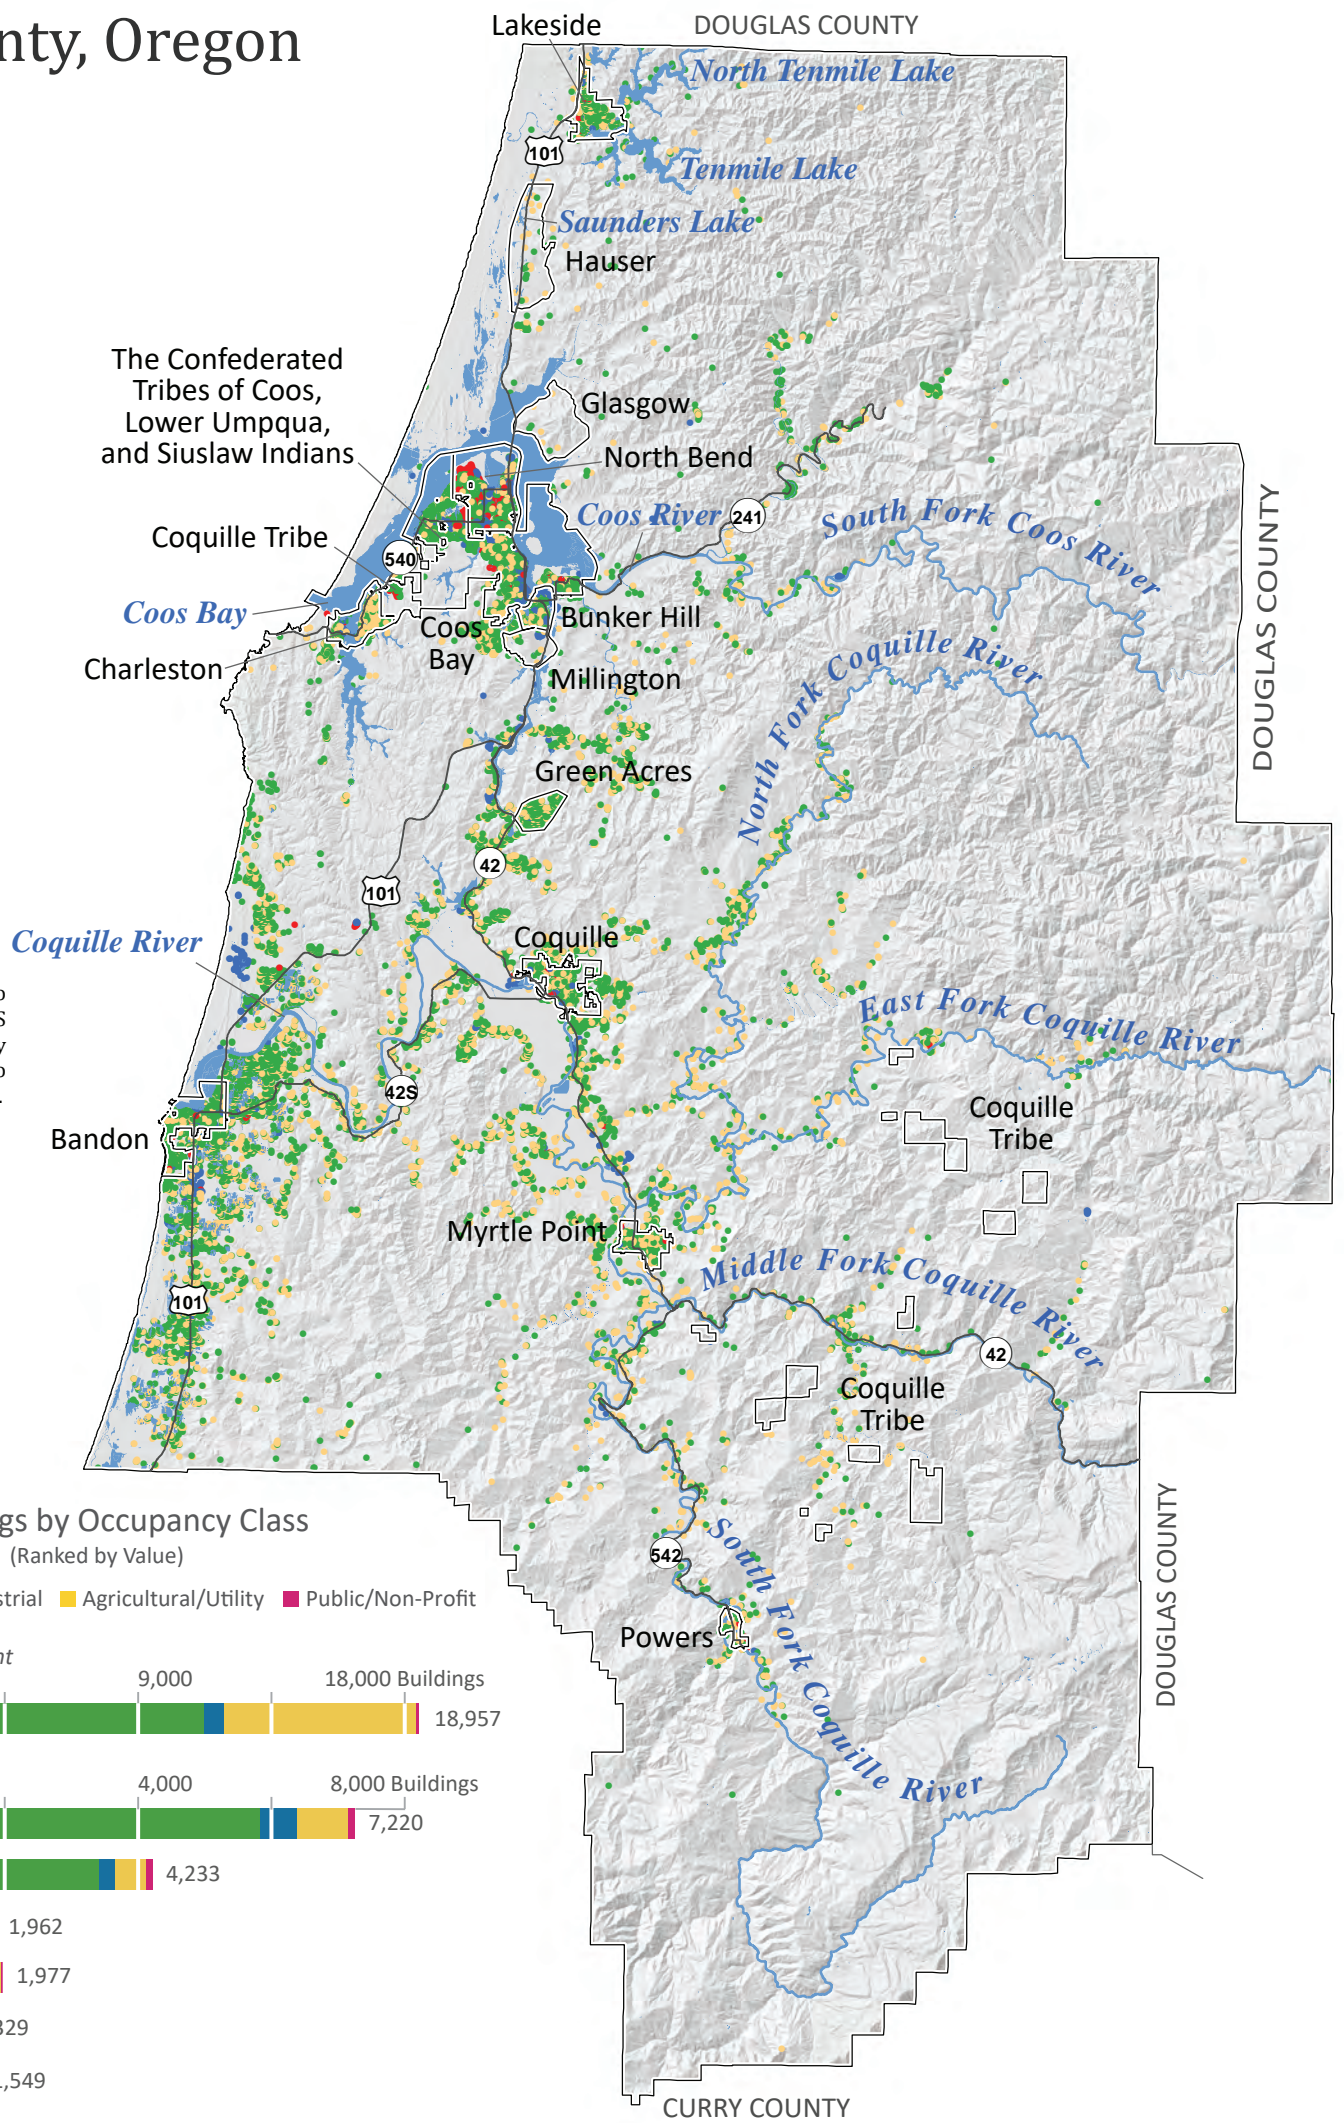 nty, Oregon
Lakeside
DOUGLAS COUNTY
North Tenmile Lake
101
Tenmile Lake
Saunders Lake
Hauser
The Confederated
Tribes of Coos,
Lower Umpqua,
and Siuslaw Indians
Glasgow
North Bend
Coos River
241
South Fork Coos River
DOUGLAS COUNTY
Coquille Tribe
540
Coos Bay
Bunker Hill
Coos
Bay
Charleston
Millington
North Fork Coquille River
Green Acres
42
101
Coquille River
Coquille
East Fork Coquille River
p
S
y
p
.
42S
Coquille
Tribe
Bandon
Myrtle Point
Middle Fork Coquille River
101
42
Coquille
Tribe
DOUGLAS COUNTY
gs by Occupancy Class
(Ranked by Value)
strial
Agricultural/Utility
Public/Non-Profit
542
South Fork Coquille River
Powers
nt
9,000
18,000 Buildings
18,957
4,000
8,000 Buildings
7,220
4,233
1,962
1,977
329
1,549
CURRY COUNTY